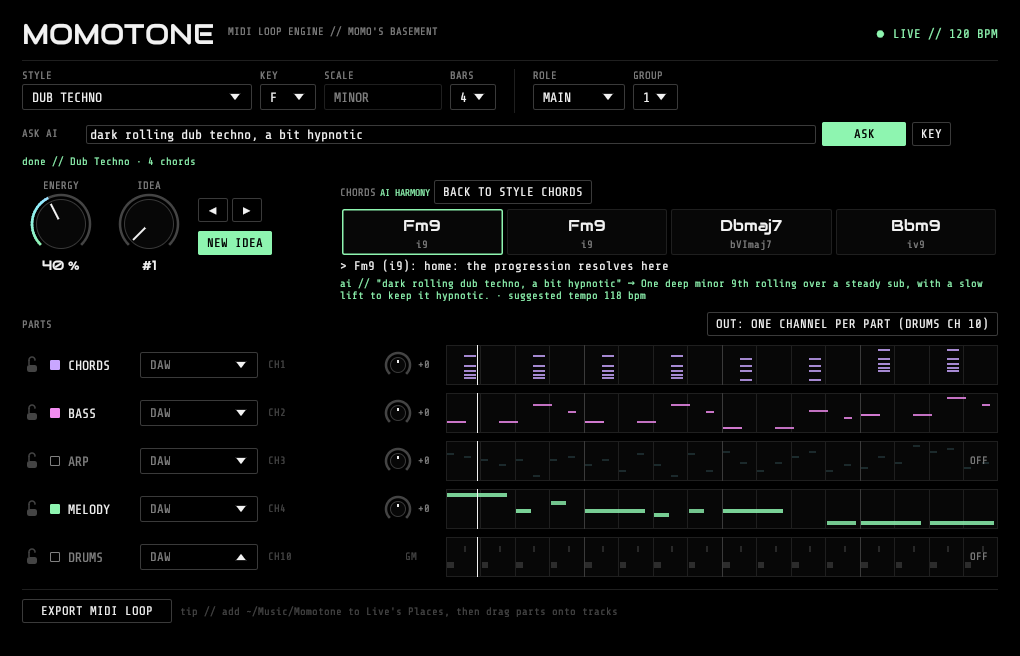 MOMOTONE MIDI LOOP ENGINE // MOMO'S BASEMENT
● LIVE // 120 BPM
STYLE KEY SCALE BARS ROLE GROUP
DUB TECHNO F MINOR 4 MAIN 1
ASK AI dark rolling dub techno, a bit hypnotic ASK KEY
done // Dub Techno · 4 chords
ENERGY IDEA
40 % #1
◀ ▶
NEW IDEA
CHORDS AI HARMONY BACK TO STYLE CHORDS
Fm9 Fm9 Dbmaj7 Bbm9
i9 i9 bVImaj7 iv9
> Fm9 (i9): home: the progression resolves here
ai // "dark rolling dub techno, a bit hypnotic" → One deep minor 9th rolling over a steady sub, with a slow
lift to keep it hypnotic. · suggested tempo 118 bpm
PARTS OUT: ONE CHANNEL PER PART (DRUMS CH 10)
CHORDS DAW CH1 +0
BASS DAW CH2 +0
ARP DAW CH3 +0 OFF
MELODY DAW CH4 +0
DRUMS DAW CH10 GM OFF
EXPORT MIDI LOOP tip // add ~/Music/Momotone to Live's Places, then drag parts onto tracks